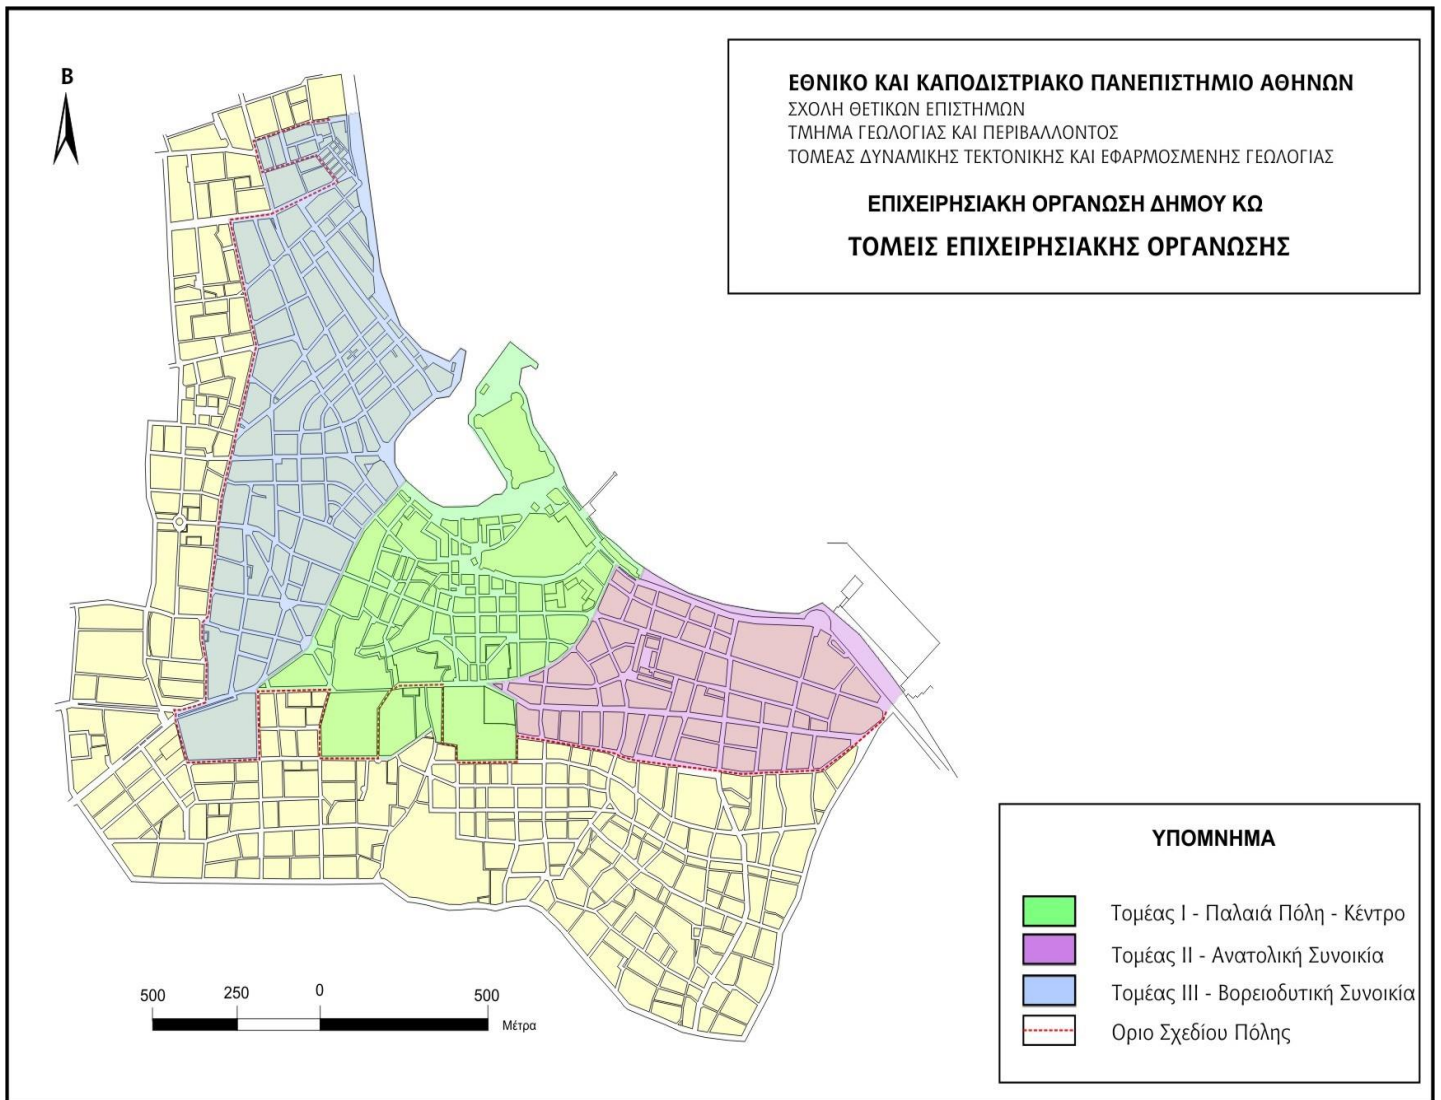 Β
ΕΘΝΙΚΟ ΚΑΙ ΚΑΠΟΔΙΣΤΡΙΑΚΟ ΠΑΝΕΠΙΣΤΗΜΙΟ ΑΘΗΝΩΝ
ΣΧΟΛΗ ΘΕΤΙΚΩΝ ΕΠΙΣΤΗΜΩΝ
ΤΜΗΜΑ ΓΕΩΛΟΓΙΑΣ ΚΑΙ ΠΕΡΙΒΑΛΛΟΝΤΟΣ
ΤΟΜΕΑΣ ΔΥΝΑΜΙΚΗΣ ΤΕΚΤΟΝΙΚΗΣ ΚΑΙ ΕΦΑΡΜΟΣΜΕΝΗΣ ΓΕΩΛΟΓΙΑΣ
ΕΠΙΧΕΙΡΗΣΙΑΚΗ ΟΡΓΑΝΩΣΗ ΔΗΜΟΥ ΚΩ
ΤΟΜΕΙΣ ΕΠΙΧΕΙΡΗΣΙΑΚΗΣ ΟΡΓΑΝΩΣΗΣ
ΥΠΟΜΝΗΜΑ
Τομέας Ι - Παλαιά Πόλη - Κέντρο
Τομέας ΙΙ - Ανατολική Συνοικία
Τομέας ΙΙΙ - Βορειοδυτική Συνοικία
Οριο Σχεδίου Πόλης
500 250 0 500
Μέτρα